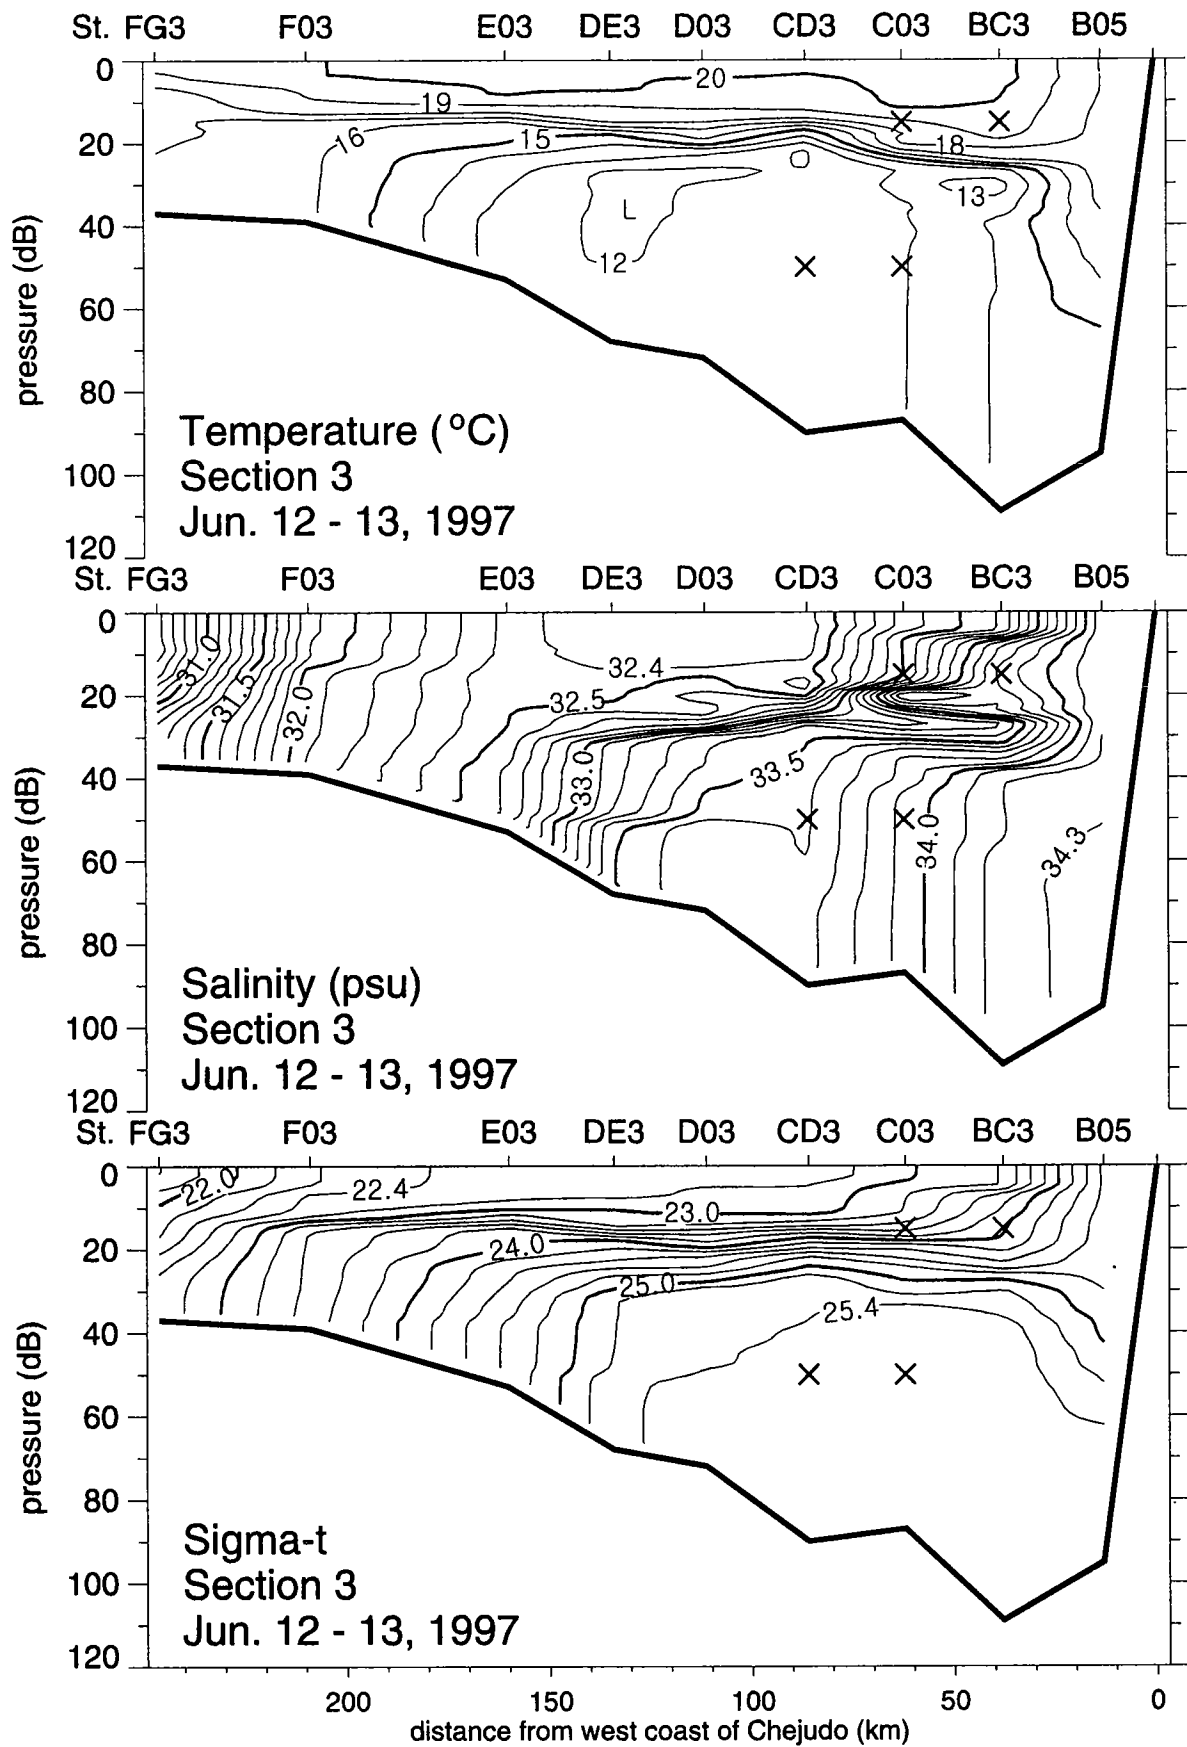 St. FG3 F03 E03 DE3 D03 CD3 C03 BC3 B05
0
20
40
60
80
100
120
pressure (dB)
20
19
16
15
18
13
L
12
Temperature (°C)
Section 3
Jun. 12 - 13, 1997
St. FG3 F03 E03 DE3 D03 CD3 C03 BC3 B05
0
20
40
60
80
100
120
pressure (dB)
31.0
31.5
32.0
32.4
32.5
33.0
33.5
34.0
34.3
Salinity (psu)
Section 3
Jun. 12 - 13, 1997
St. FG3 F03 E03 DE3 D03 CD3 C03 BC3 B05
0
20
40
60
80
100
120
pressure (dB)
22.0
22.4
23.0
24.0
25.0
25.4
Sigma-t
Section 3
Jun. 12 - 13, 1997
200 150 100 50 0
distance from west coast of Chejudo (km)